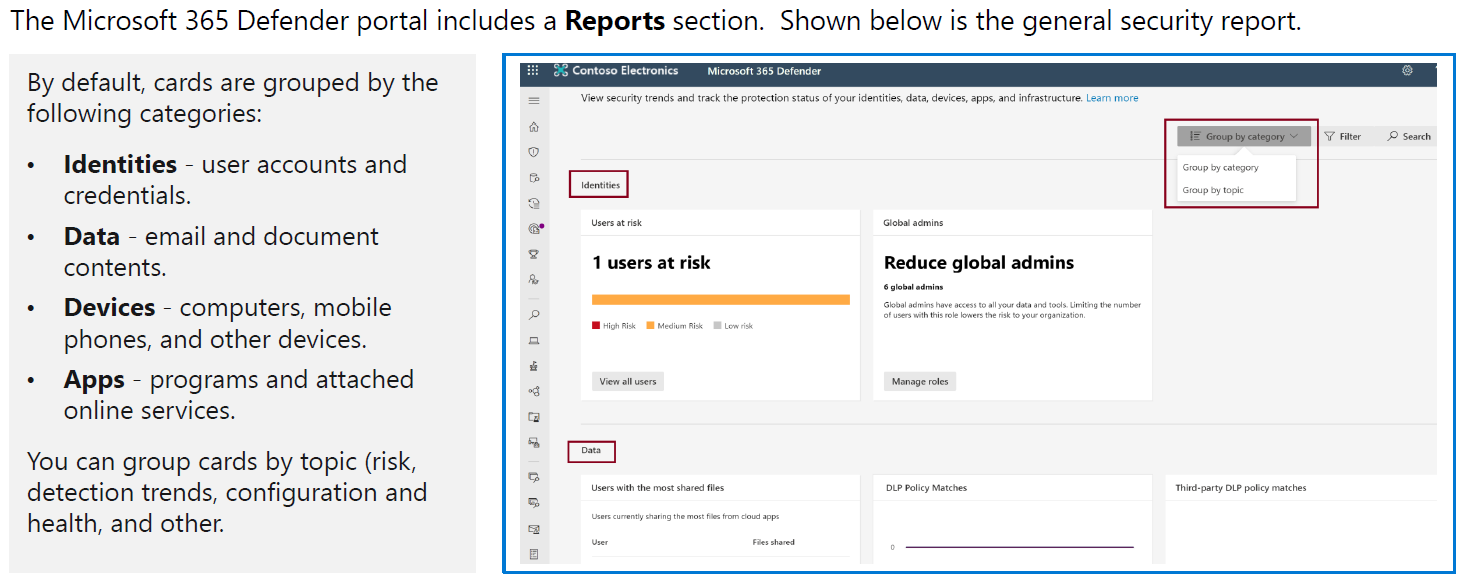 The Microsoft 365 Defender portal includes a Reports section.  Shown below is the general security report.
By default, cards are grouped by the
following categories:
• Identities - user accounts and
credentials.
• Data - email and document
contents.
• Devices - computers, mobile
phones, and other devices.
• Apps - programs and attached
online services.
You can group cards by topic (risk,
detection trends, configuration and
health, and other.
Contoso Electronics Microsoft 365 Defender
View security trends and track the protection status of your identities, data, devices, apps, and infrastructure. Learn more
Group by category Filter Search
Group by category
Group by topic
Identities
Users at risk Global admins
1 users at risk Reduce global admins
6 global admins
Global admins have access to all your data and tools. Limiting the number
of users with this role lowers the risk to your organization.
High Risk Medium Risk Low risk
View all users Manage roles
Data
Users with the most shared files DLP Policy Matches Third-party DLP policy matches
Users currently sharing the most files from cloud apps
User Files shared
0